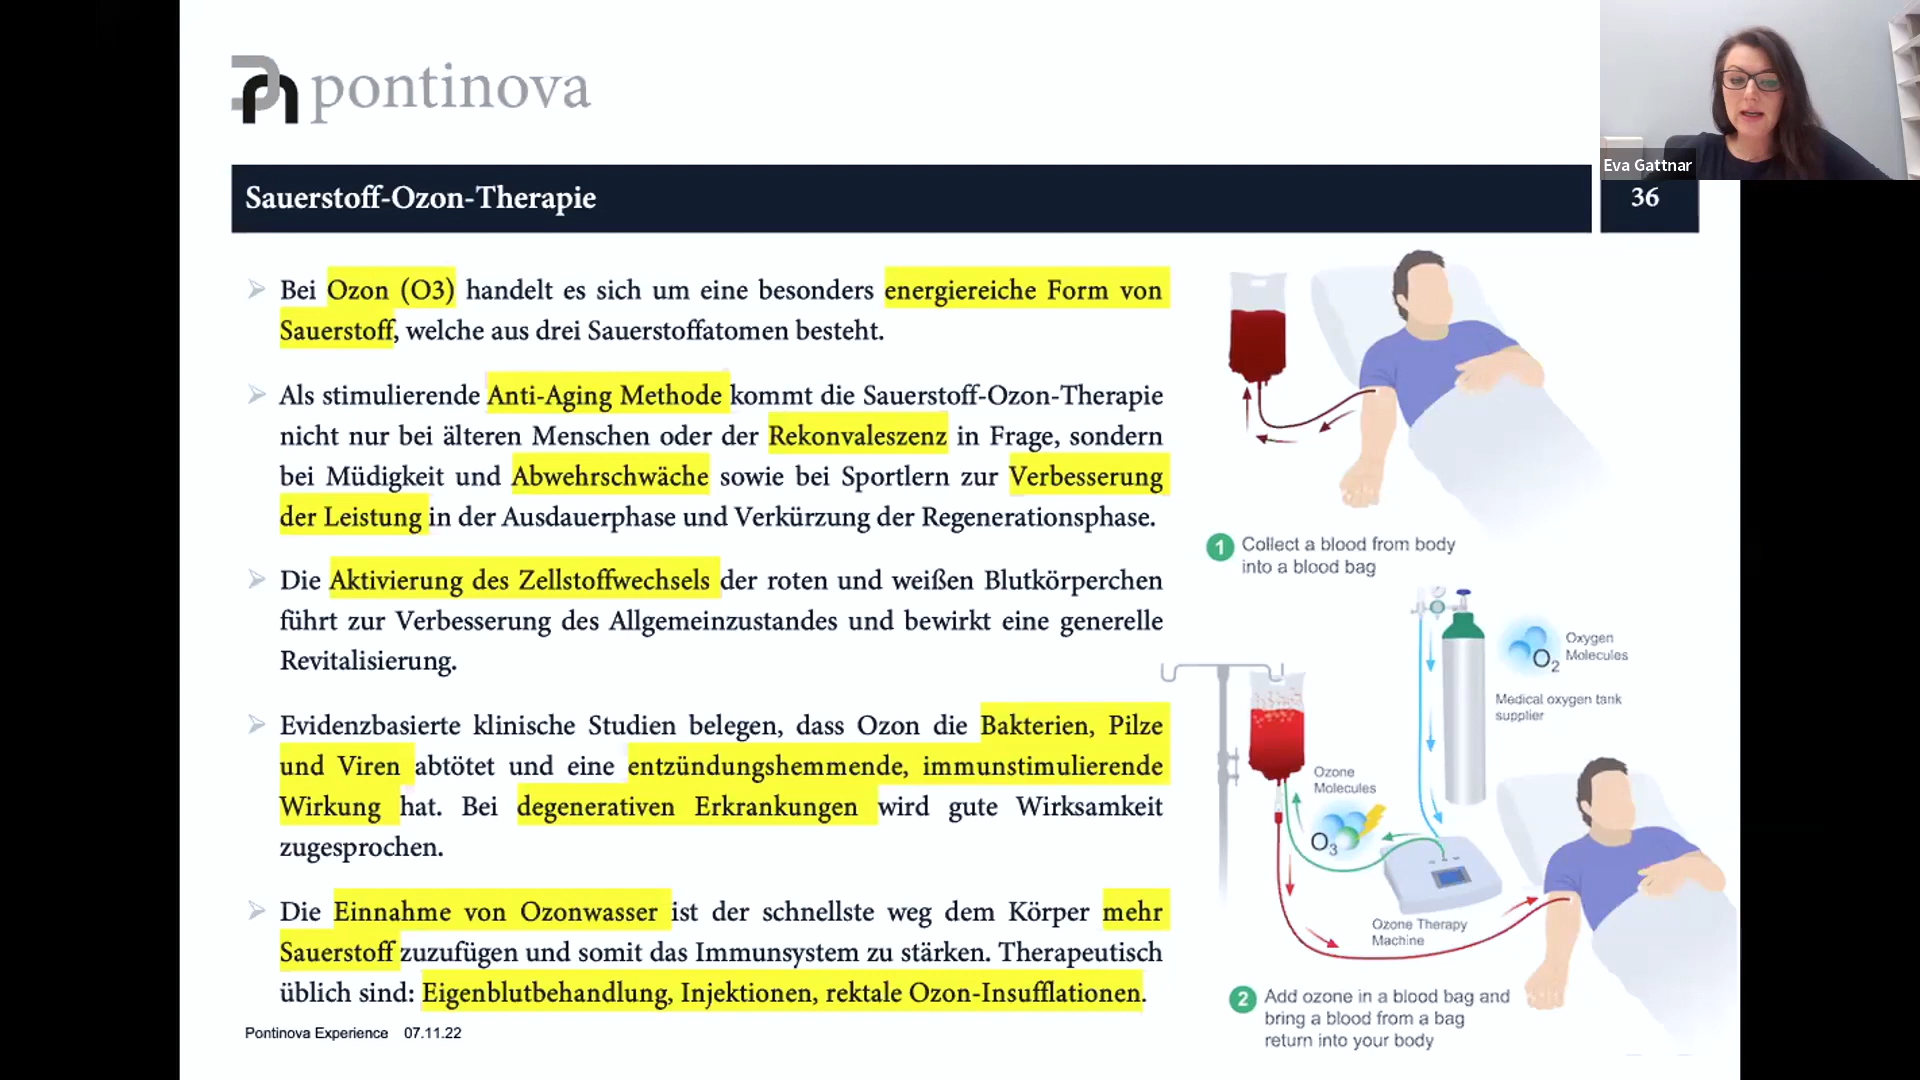 pontinova
Eva Gattnar
Sauerstoff-Ozon-Therapie
36
Bei Ozon (O3) handelt es sich um eine besonders energiereiche Form von
Sauerstoff, welche aus drei Sauerstoffatomen besteht.
Als stimulierende Anti-Aging Methode kommt die Sauerstoff-Ozon-Therapie
nicht nur bei älteren Menschen oder der Rekonvaleszenz in Frage, sondern
bei Müdigkeit und Abwehrschwäche sowie bei Sportlern zur Verbesserung
der Leistung in der Ausdauerphase und Verkürzung der Regenerationsphase.
Die Aktivierung des Zellstoffwechsels der roten und weißen Blutkörperchen
führt zur Verbesserung des Allgemeinzustandes und bewirkt eine generelle
Revitalisierung.
Evidenzbasierte klinische Studien belegen, dass Ozon die Bakterien, Pilze
und Viren abtötet und eine entzündungshemmende, immunstimulierende
Wirkung hat. Bei degenerativen Erkrankungen wird gute Wirksamkeit
zugesprochen.
Die Einnahme von Ozonwasser ist der schnellste weg dem Körper mehr
Sauerstoff zuzufügen und somit das Immunsystem zu stärken. Therapeutisch
üblich sind: Eigenblutbehandlung, Injektionen, rektale Ozon-Insufflationen.
Pontinova Experience 07.11.22
1 Collect a blood from body
into a blood bag
O2
Oxygen
Molecules
Medical oxygen tank
supplier
Ozone
Molecules
O3
Ozone Therapy
Machine
2 Add ozone in a blood bag and
bring a blood from a bag
return into your body